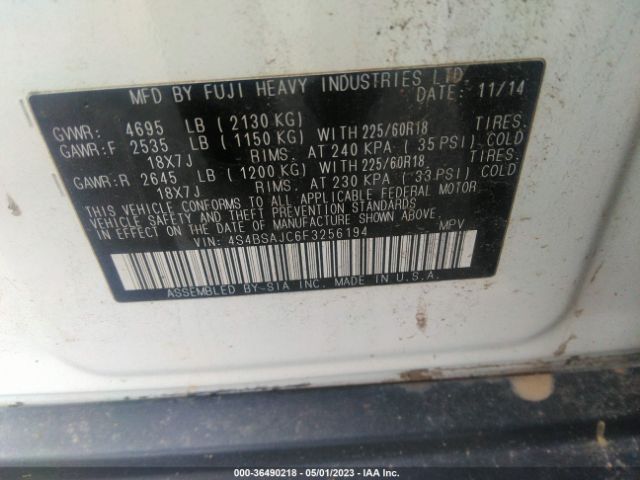 MFD BY FUJI HEAVY INDUSTRIES LTD.
DATE: 11/14
GVWR: 4695 LB (2130 KG)
GAWR:F 2535 LB (1150 KG) WITH 225/60R18 TIRES.
18X7J RIMS. AT 240 KPA (35 PSI) COLD
GAWR:R 2645 LB (1200 KG) WITH 225/60R18 TIRES.
18X7J RIMS. AT 230 KPA (33 PSI) COLD
THIS VEHICLE CONFORMS TO ALL APPLICABLE FEDERAL MOTOR
VEHICLE SAFETY AND THEFT PREVENTION STANDARDS
IN EFFECT ON THE DATE OF MANUFACTURE SHOWN ABOVE.
VIN: 4S4BSAJC6F3256194 MPV
ASSEMBLED BY-SIA INC. MADE IN U.S.A.
000-36490218 - 05/01/2023 - IAA Inc.